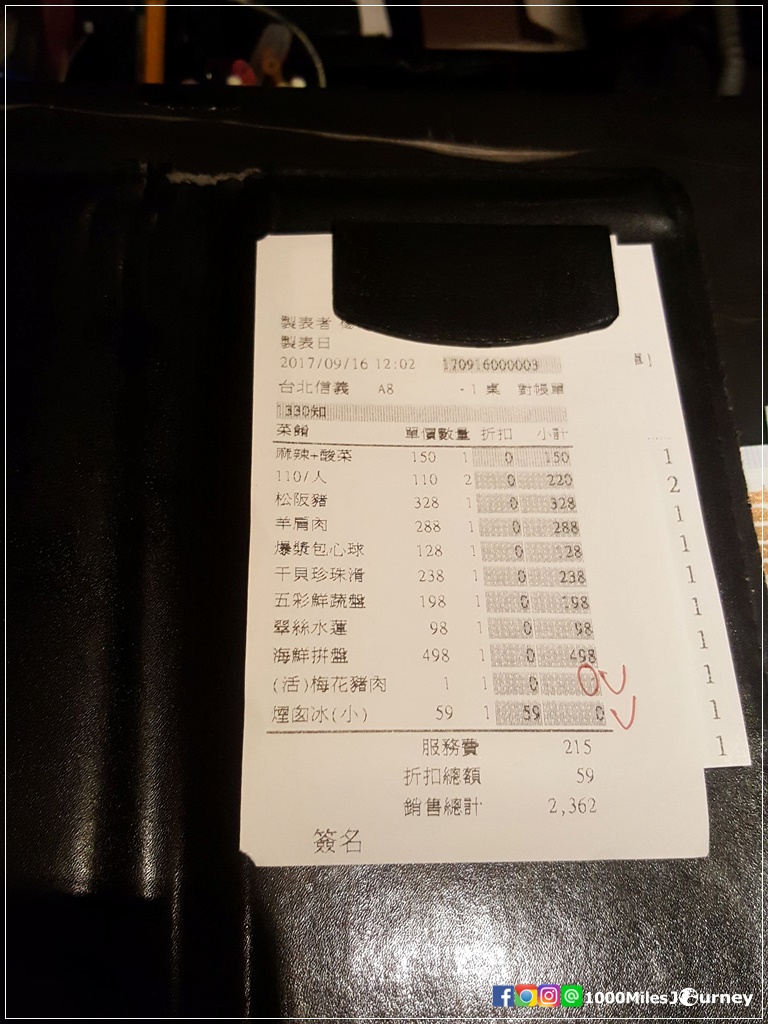 製表者
製表日
2017/09/16 12:02 170916000003
台北信義 A8 -1 桌 對帳單
330知
菜餚 單價 數量 折扣 小計
麻辣+酸菜 150 1 0 150 1
110/人 110 2 0 220 2
松阪豬 328 1 0 328 1
羊肩肉 288 1 0 288 1
爆漿包心球 128 1 0 128 1
干貝珍珠滑 238 1 0 238 1
五彩鮮蔬盤 198 1 0 198 1
翠絲水蓮 98 1 0 98 1
海鮮拼盤 498 1 0 498 1
(活)梅花豬肉 1 1 0 0 1
煙囪冰(小) 59 1 59 0 1
服務費 215
折扣總額 59
銷售總計 2,362
簽名
1000MilesJourney